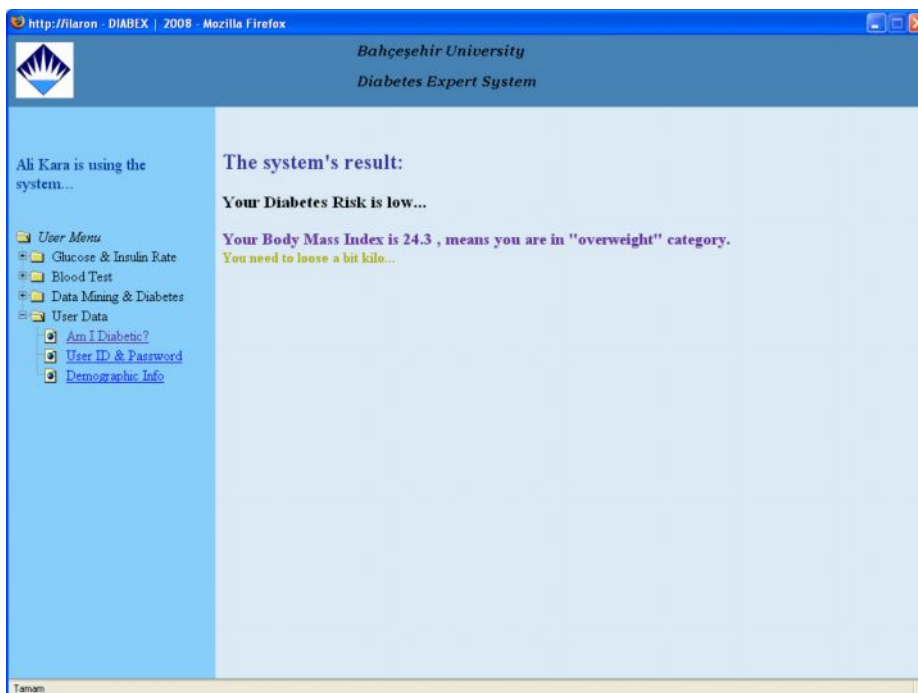 http://ilaron - DIABEX | 2008 - Mozilla Firefox
Bahçeşehir University
Diabetes Expert System
Ali Kara is using the
system...
User Menu
Glucose & Insulin Rate
Blood Test
Data Mining & Diabetes
User Data
Am I Diabetic?
User ID & Password
Demographic Info
The system's result:
Your Diabetes Risk is low...
Your Body Mass Index is 24.3 , means you are in "overweight" category.
You need to loose a bit kilo...
Tamam